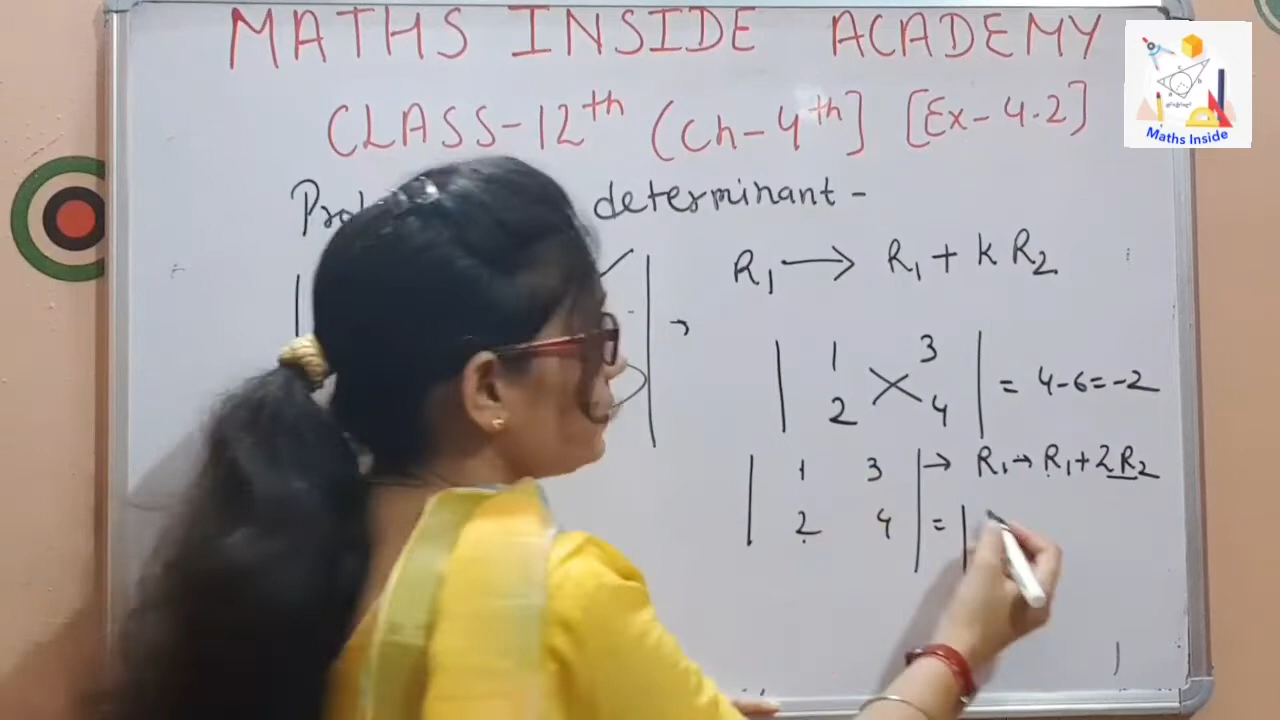 MATHS INSIDE ACADEMY
CLASS-12th (Ch-4th] [Ex-4.2]
determinant -
R1 → R1 + k R2
| 1 3 |
| 2 4 | = 4-6=-2
| 1 3 | → R1→ R1+2R2
| 2 4 | = |
Maths Inside